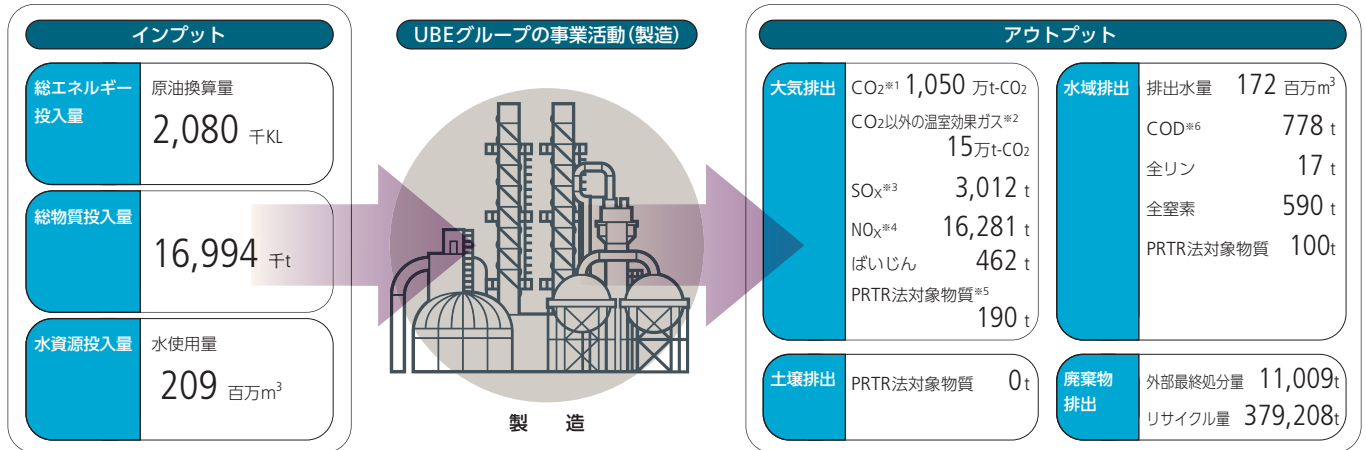 インプット
総エネルギー
投入量
原油換算量
2,080 千KL
総物質投入量
16,994 千t
水資源投入量
水使用量
209 百万m³
UBEグループの事業活動(製造)
製 造
アウトプット
大気排出
CO₂※1 1,050 万t-CO₂
CO₂以外の温室効果ガス※2
15万t-CO₂
SOx※3 3,012 t
NOx※4 16,281 t
ばいじん 462 t
PRTR法対象物質※5
190 t
水域排出
排出水量 172 百万m³
COD※6 778 t
全リン 17 t
全窒素 590 t
PRTR法対象物質 100t
土壌排出
PRTR法対象物質 0t
廃棄物
排出
外部最終処分量 11,009t
リサイクル量 379,208t